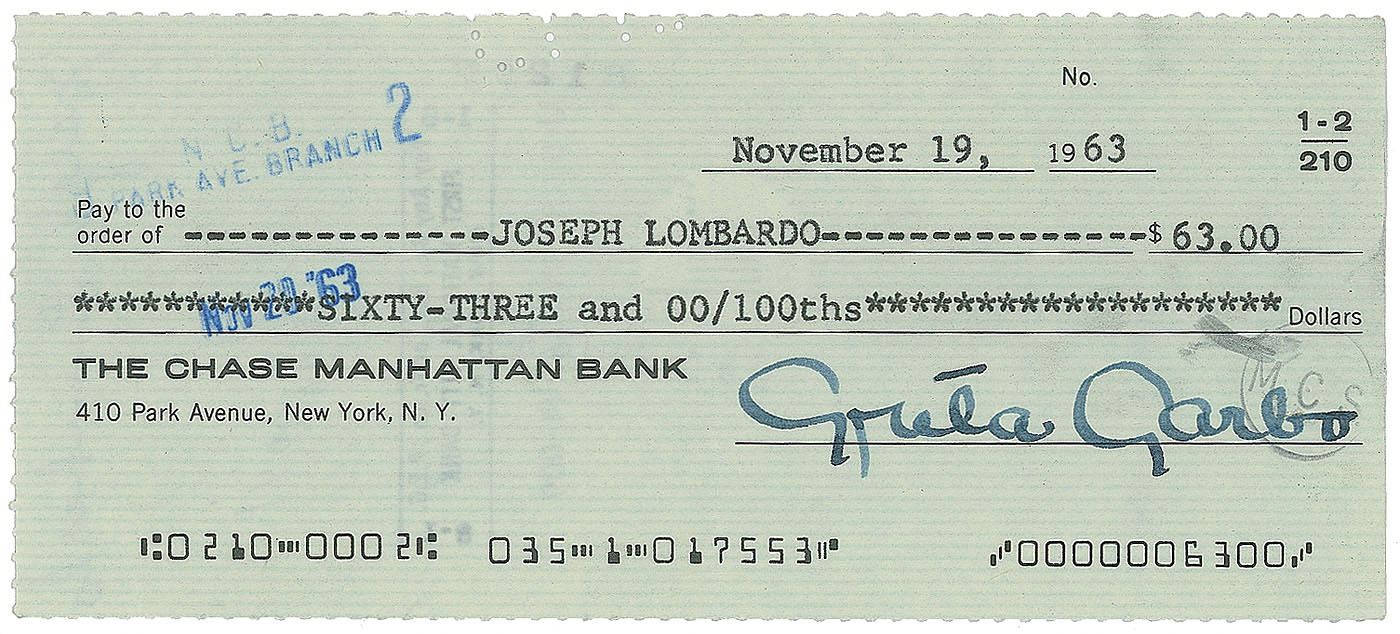 No.
1-2
210
N C.B.
PARK AVE. BRANCH 2
November 19, 1963
Pay to the
order of ---------------JOSEPH LOMBARDO----------------$ 63.00
NOV 20 '63
***********SIXTY-THREE and 00/100ths******************* Dollars
THE CHASE MANHATTAN BANK
410 Park Avenue, New York, N. Y.
Greta Garbo
M C S
⑆0210⑉0002⑆ 035⑉1⑉017553⑈ ⑇0000006300⑇